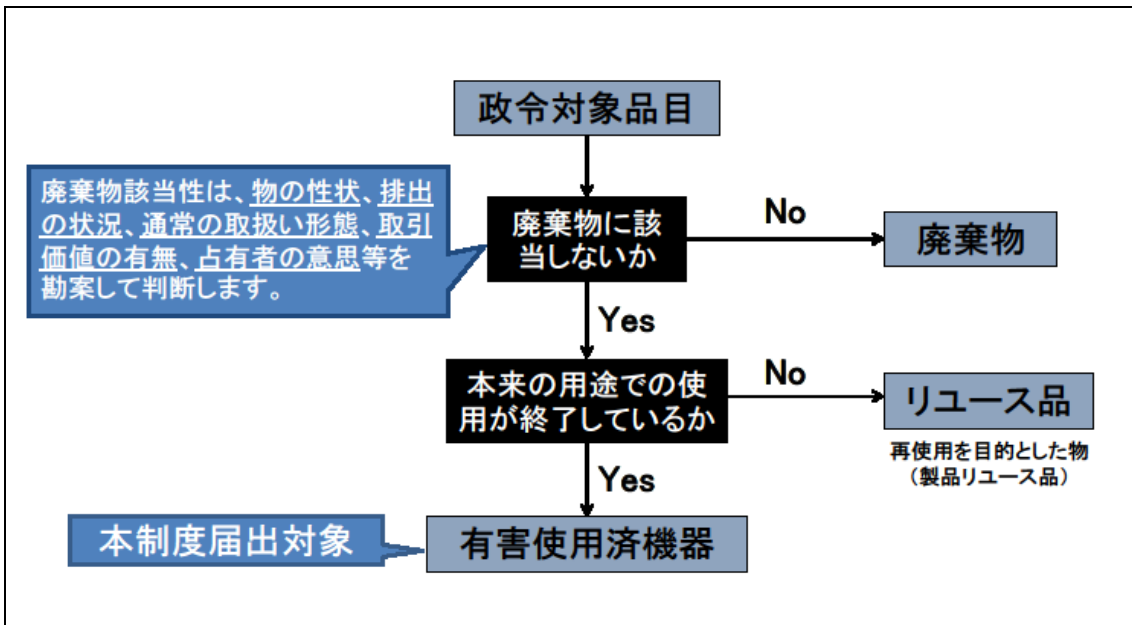 政令対象品目
廃棄物該当性は、物の性状、排出
の状況、通常の取扱い形態、取引
価値の有無、占有者の意思等を
勘案して判断します。
廃棄物に該
当しないか
No
廃棄物
Yes
本来の用途での使
用が終了しているか
No
リユース品
再使用を目的とした物
（製品リユース品）
Yes
本制度届出対象
有害使用済機器